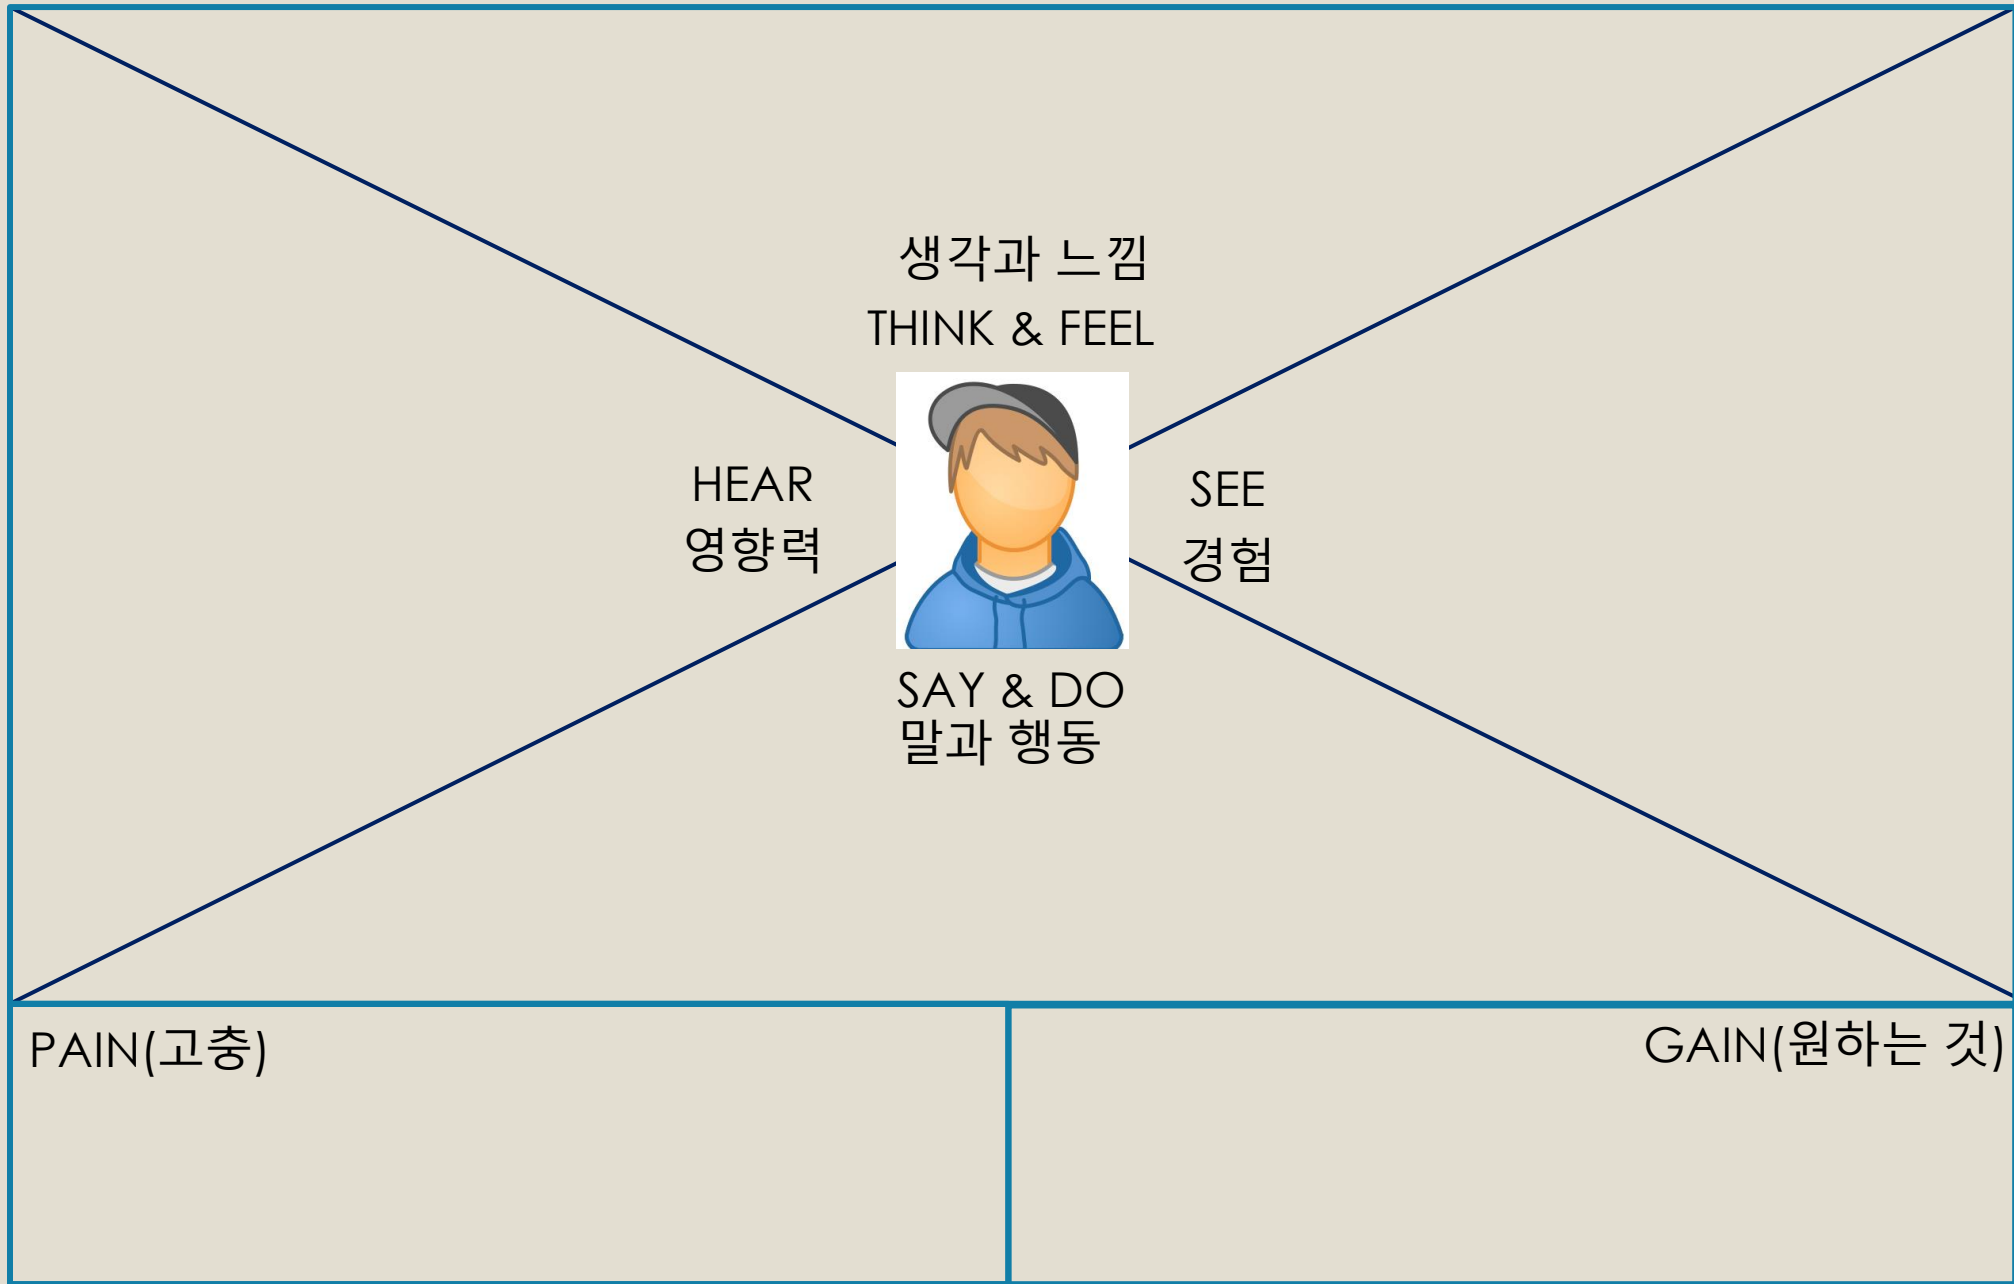 생각과 느낌
THINK & FEEL
HEAR
영향력
SEE
경험
SAY & DO
말과 행동
PAIN(고충)
GAIN(원하는 것)